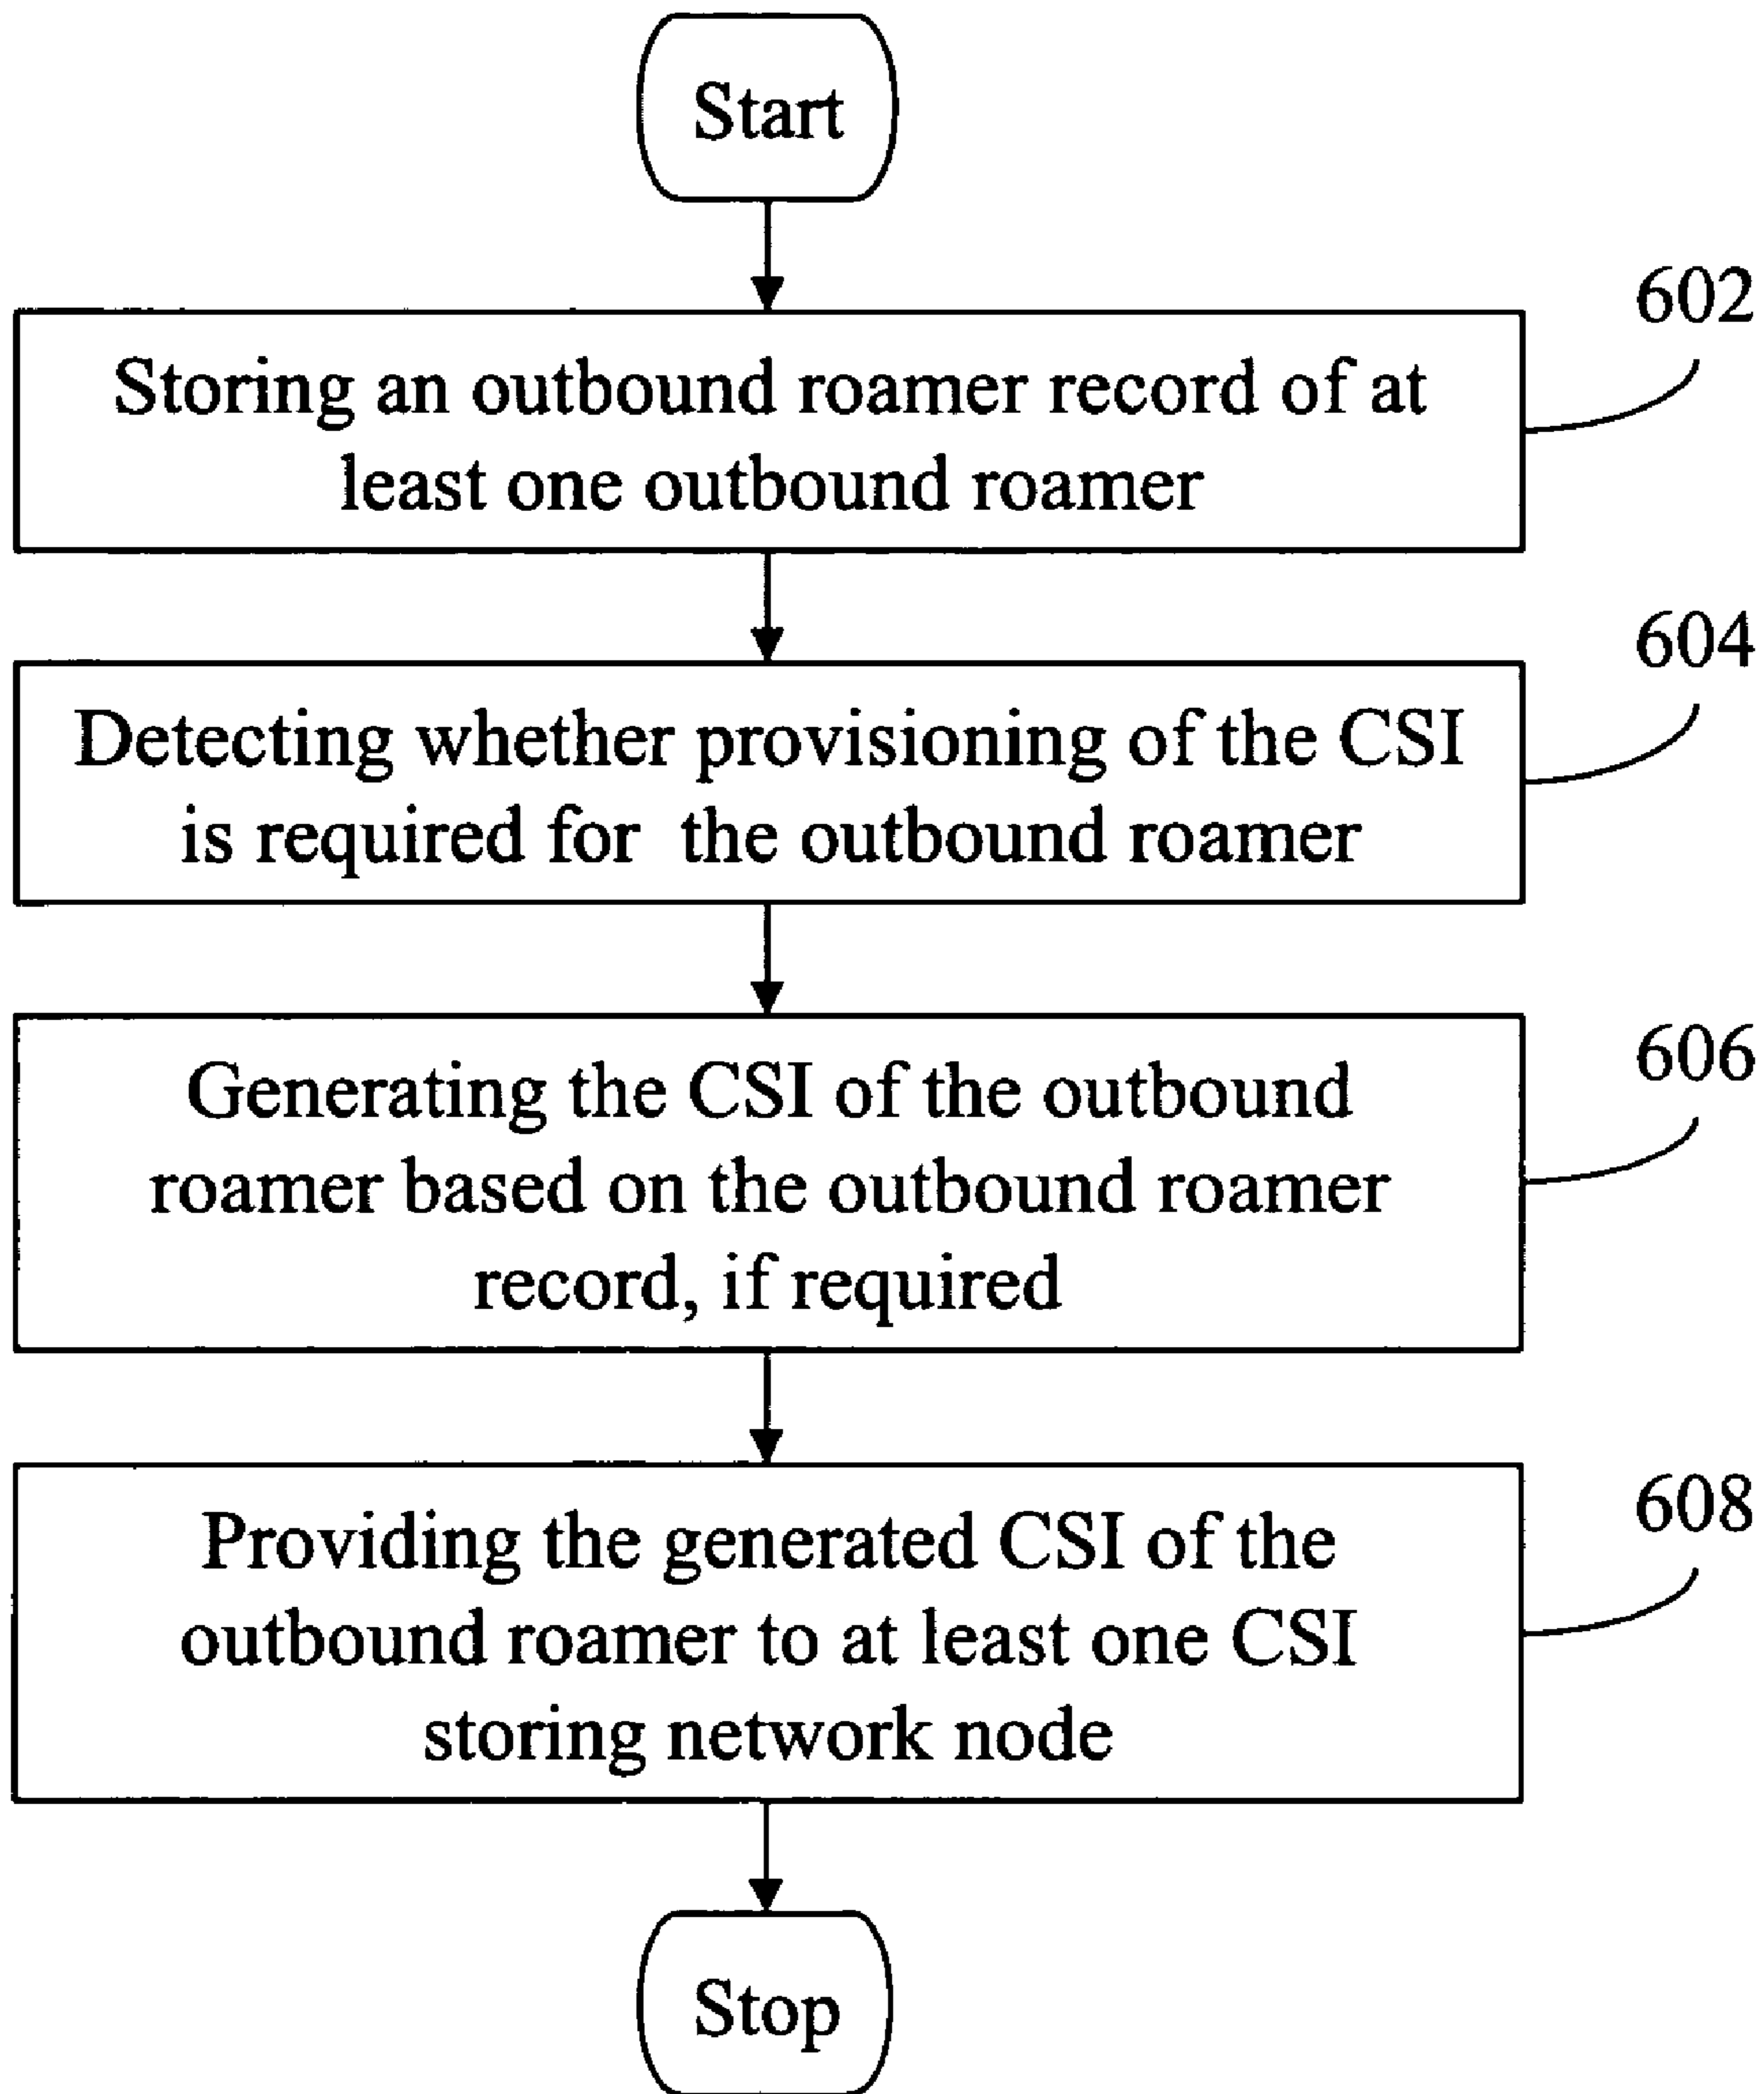 Start
602
Storing an outbound roamer record of at
least one outbound roamer
604
Detecting whether provisioning of the CSI
is required for the outbound roamer
606
Generating the CSI of the outbound
roamer based on the outbound roamer
record, if required
608
Providing the generated CSI of the
outbound roamer to at least one CSI
storing network node
Stop